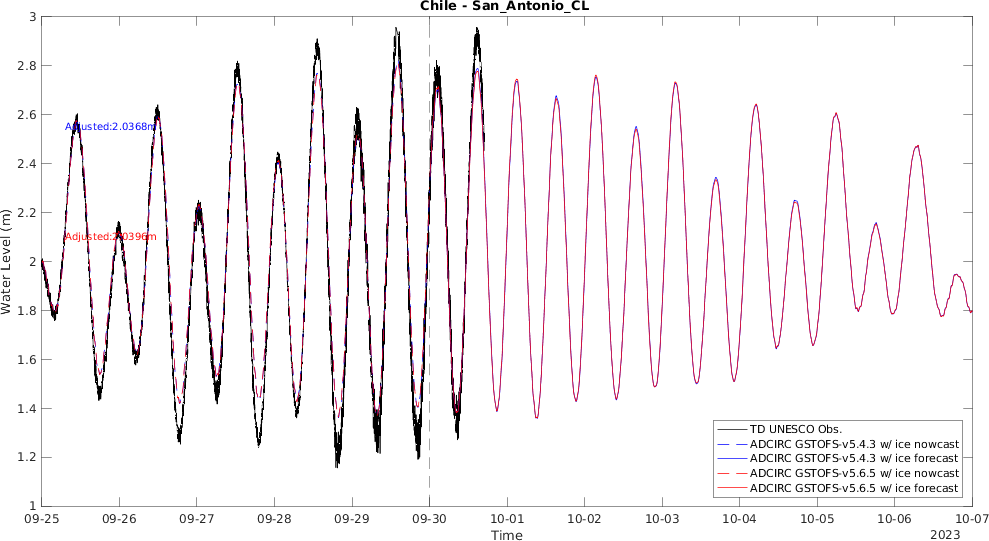 Chile - San_Antonio_CL
3
2.8
2.6
2.4
2.2
2
1.8
1.6
1.4
1.2
1
Water Level (m)
Adjusted:2.0368m
Adjusted:2.0396m
TD UNESCO Obs.
ADCIRC GSTOFS-v5.4.3 w/ ice nowcast
ADCIRC GSTOFS-v5.4.3 w/ ice forecast
ADCIRC GSTOFS-v5.6.5 w/ ice nowcast
ADCIRC GSTOFS-v5.6.5 w/ ice forecast
09-25 09-26 09-27 09-28 09-29 09-30 10-01 10-02 10-03 10-04 10-05 10-06 10-07
Time
2023